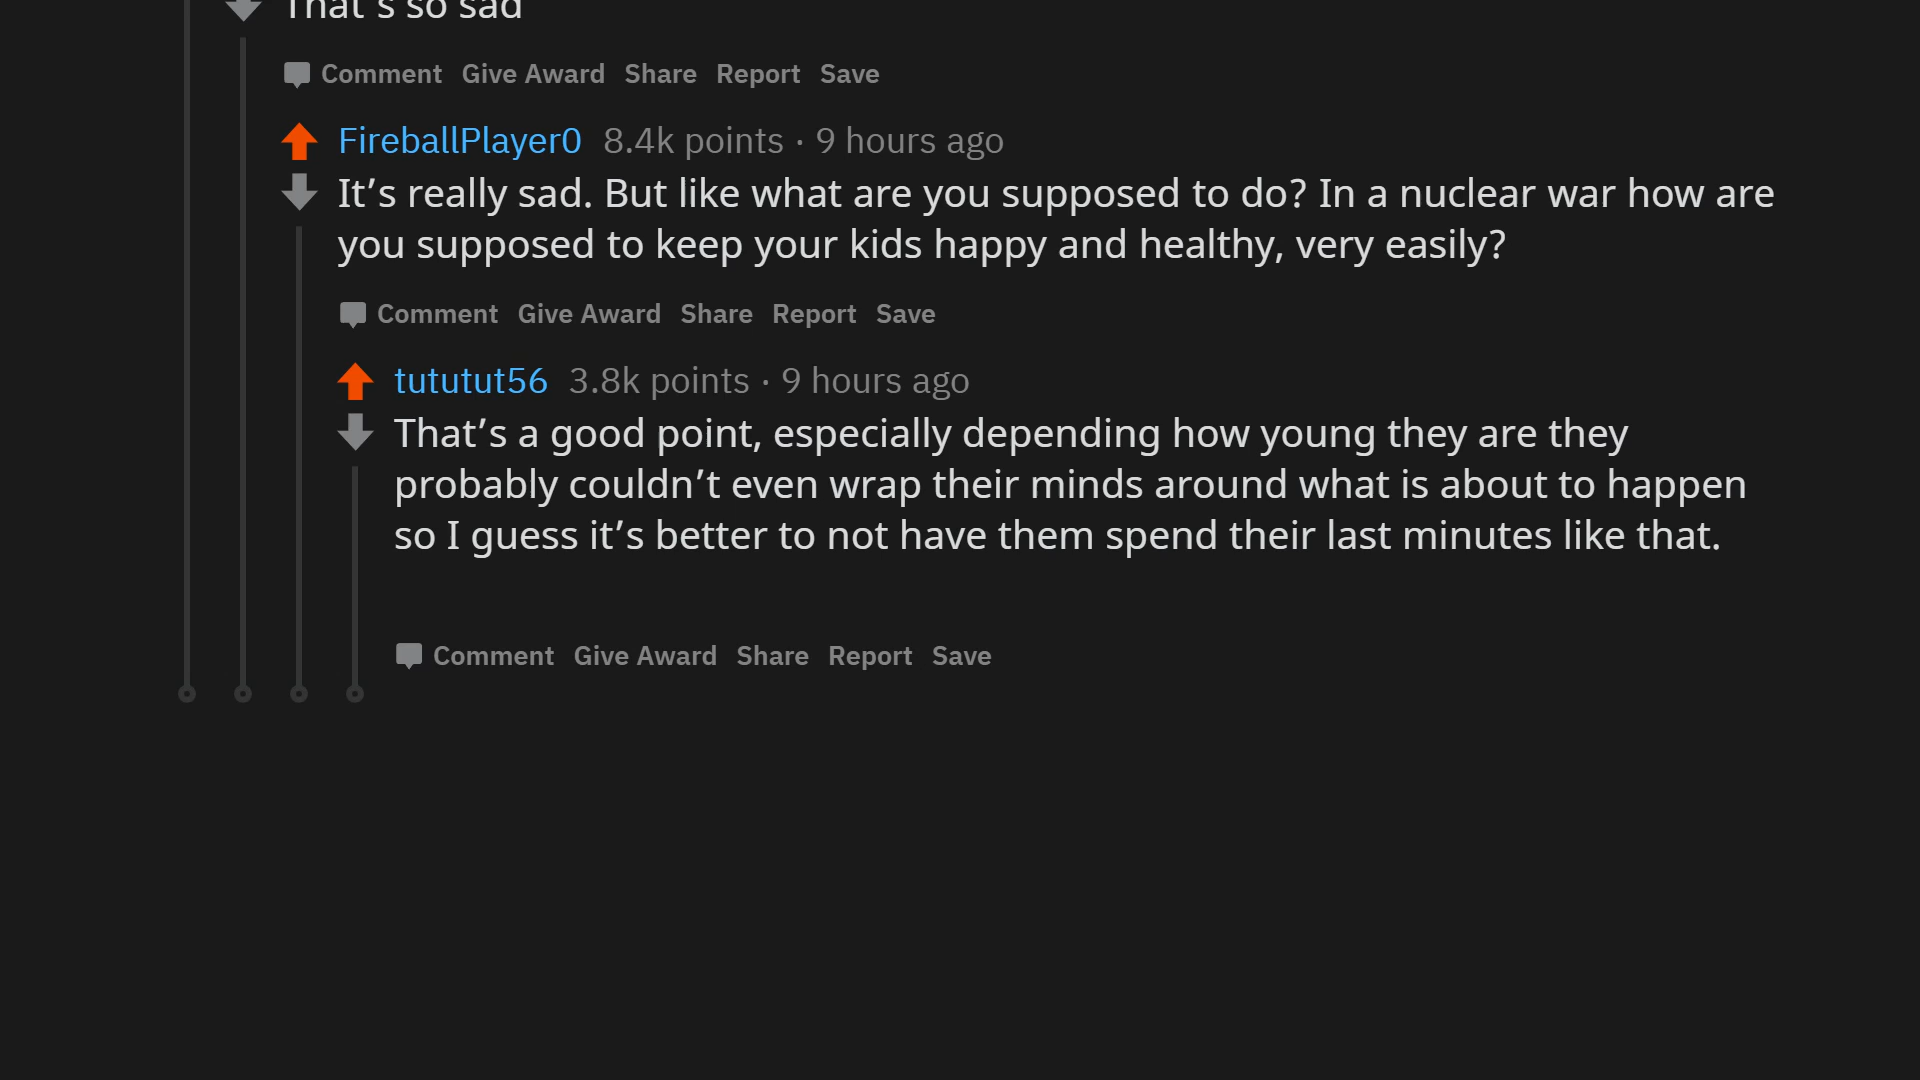 That's so sad
Comment Give Award Share Report Save
FireballPlayer0 8.4k points · 9 hours ago
It’s really sad. But like what are you supposed to do? In a nuclear war how are
you supposed to keep your kids happy and healthy, very easily?
Comment Give Award Share Report Save
tututut56 3.8k points · 9 hours ago
That’s a good point, especially depending how young they are they
probably couldn’t even wrap their minds around what is about to happen
so I guess it’s better to not have them spend their last minutes like that.
Comment Give Award Share Report Save